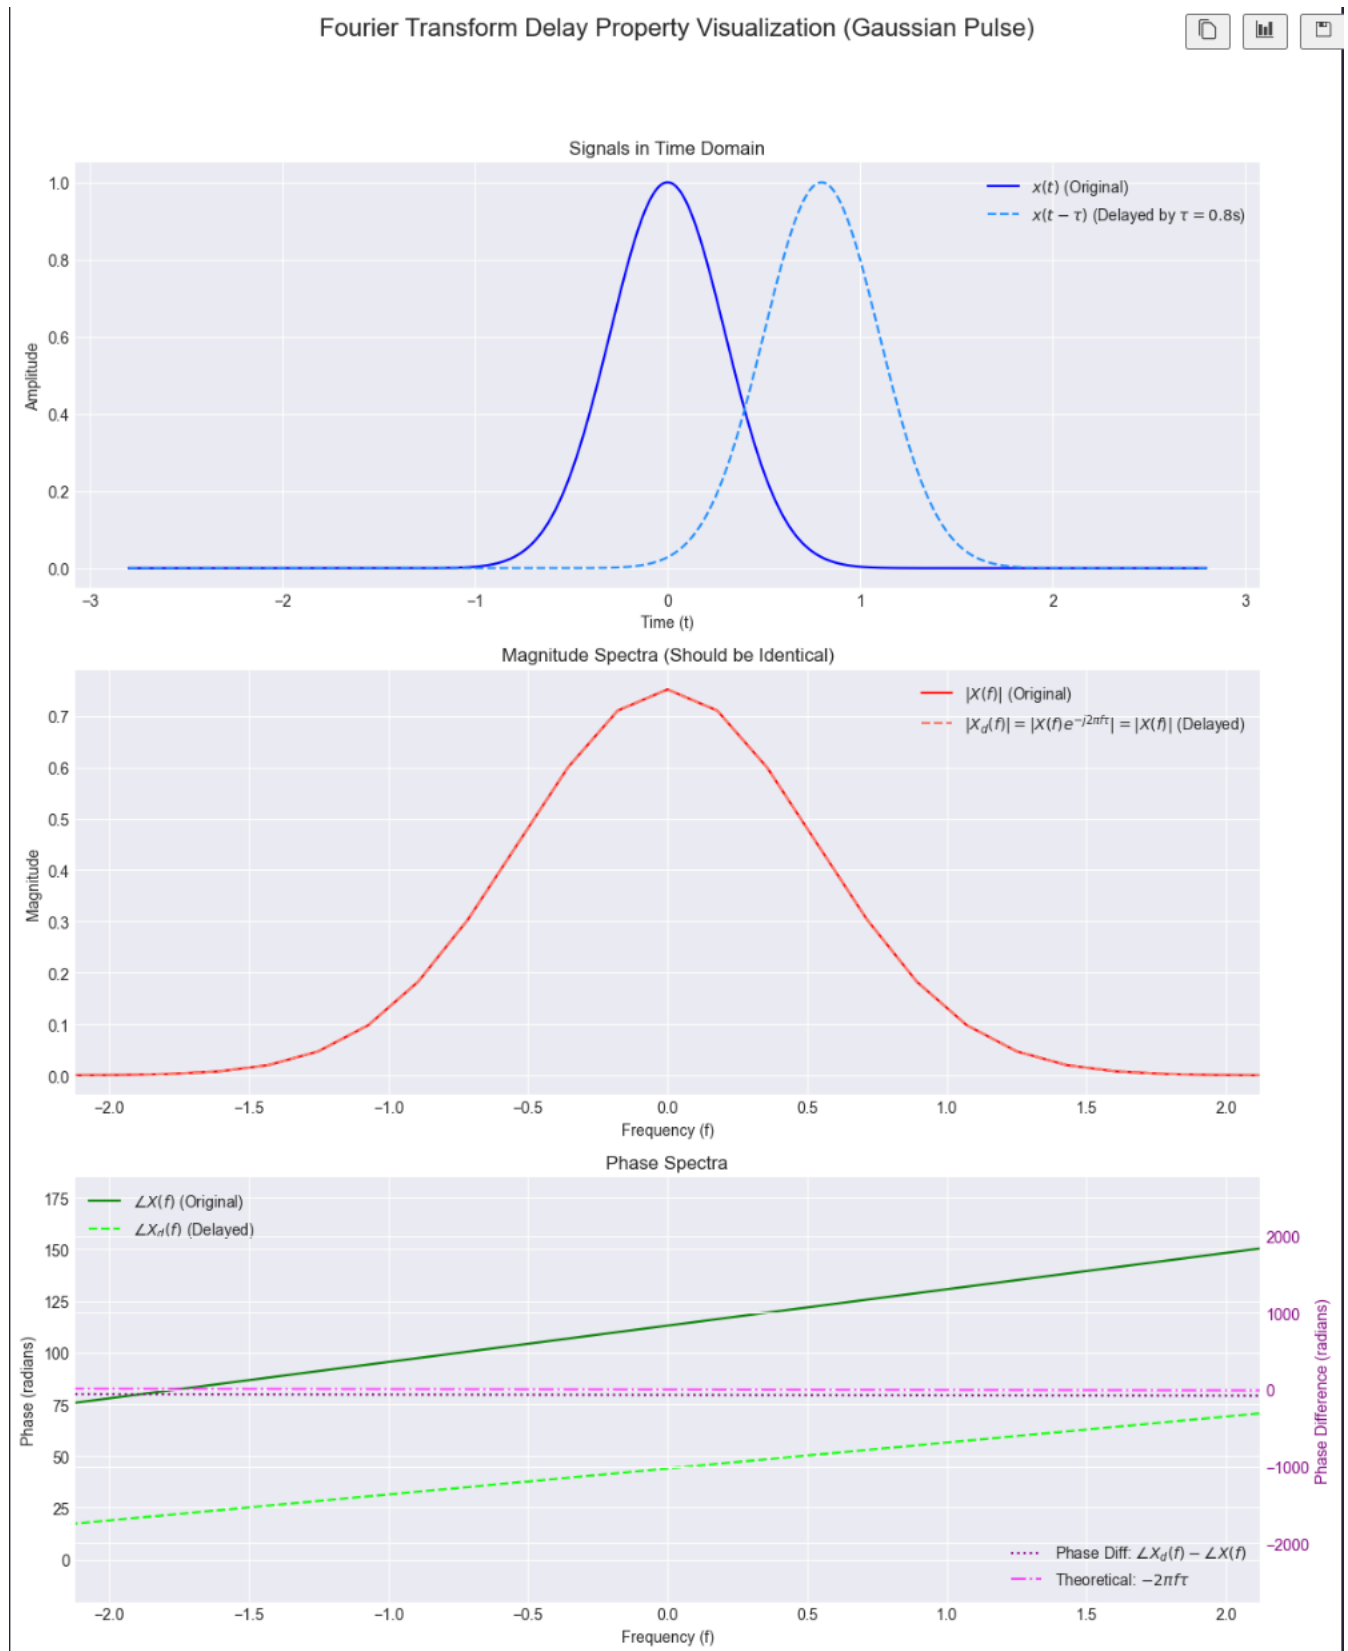 Fourier Transform Delay Property Visualization (Gaussian Pulse)
Signals in Time Domain
x(t) (Original)
x(t − τ) (Delayed by τ = 0.8s)
1.0
0.8
0.6
0.4
0.2
0.0
Amplitude
−3 −2 −1 0 1 2 3
Time (t)
Magnitude Spectra (Should be Identical)
|X(f)| (Original)
|X_d(f)| = |X(f)e^{−j2πfτ}| = |X(f)| (Delayed)
0.7
0.6
0.5
0.4
0.3
0.2
0.1
0.0
Magnitude
−2.0 −1.5 −1.0 −0.5 0.0 0.5 1.0 1.5 2.0
Frequency (f)
Phase Spectra
∠X(f) (Original)
∠X_d(f) (Delayed)
175
150
125
100
75
50
25
0
Phase (radians)
2000
1000
0
−1000
−2000
Phase Difference (radians)
Phase Diff: ∠X_d(f) − ∠X(f)
Theoretical: −2πfτ
−2.0 −1.5 −1.0 −0.5 0.0 0.5 1.0 1.5 2.0
Frequency (f)